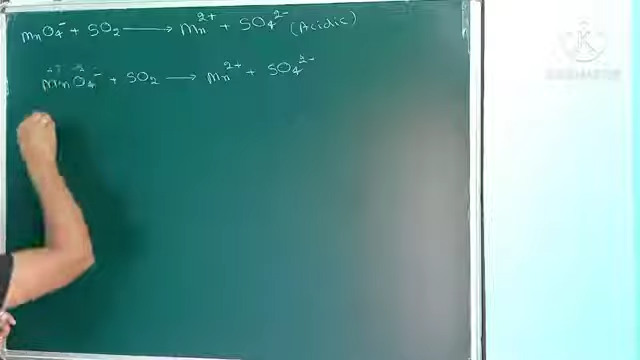 MnO₄⁻ + SO₂ ⟶ Mn²⁺ + SO₄²⁻ (Acidic)
+7 -2
MnO₄⁻ + SO₂ ⟶ Mn²⁺ + SO₄²⁻
K